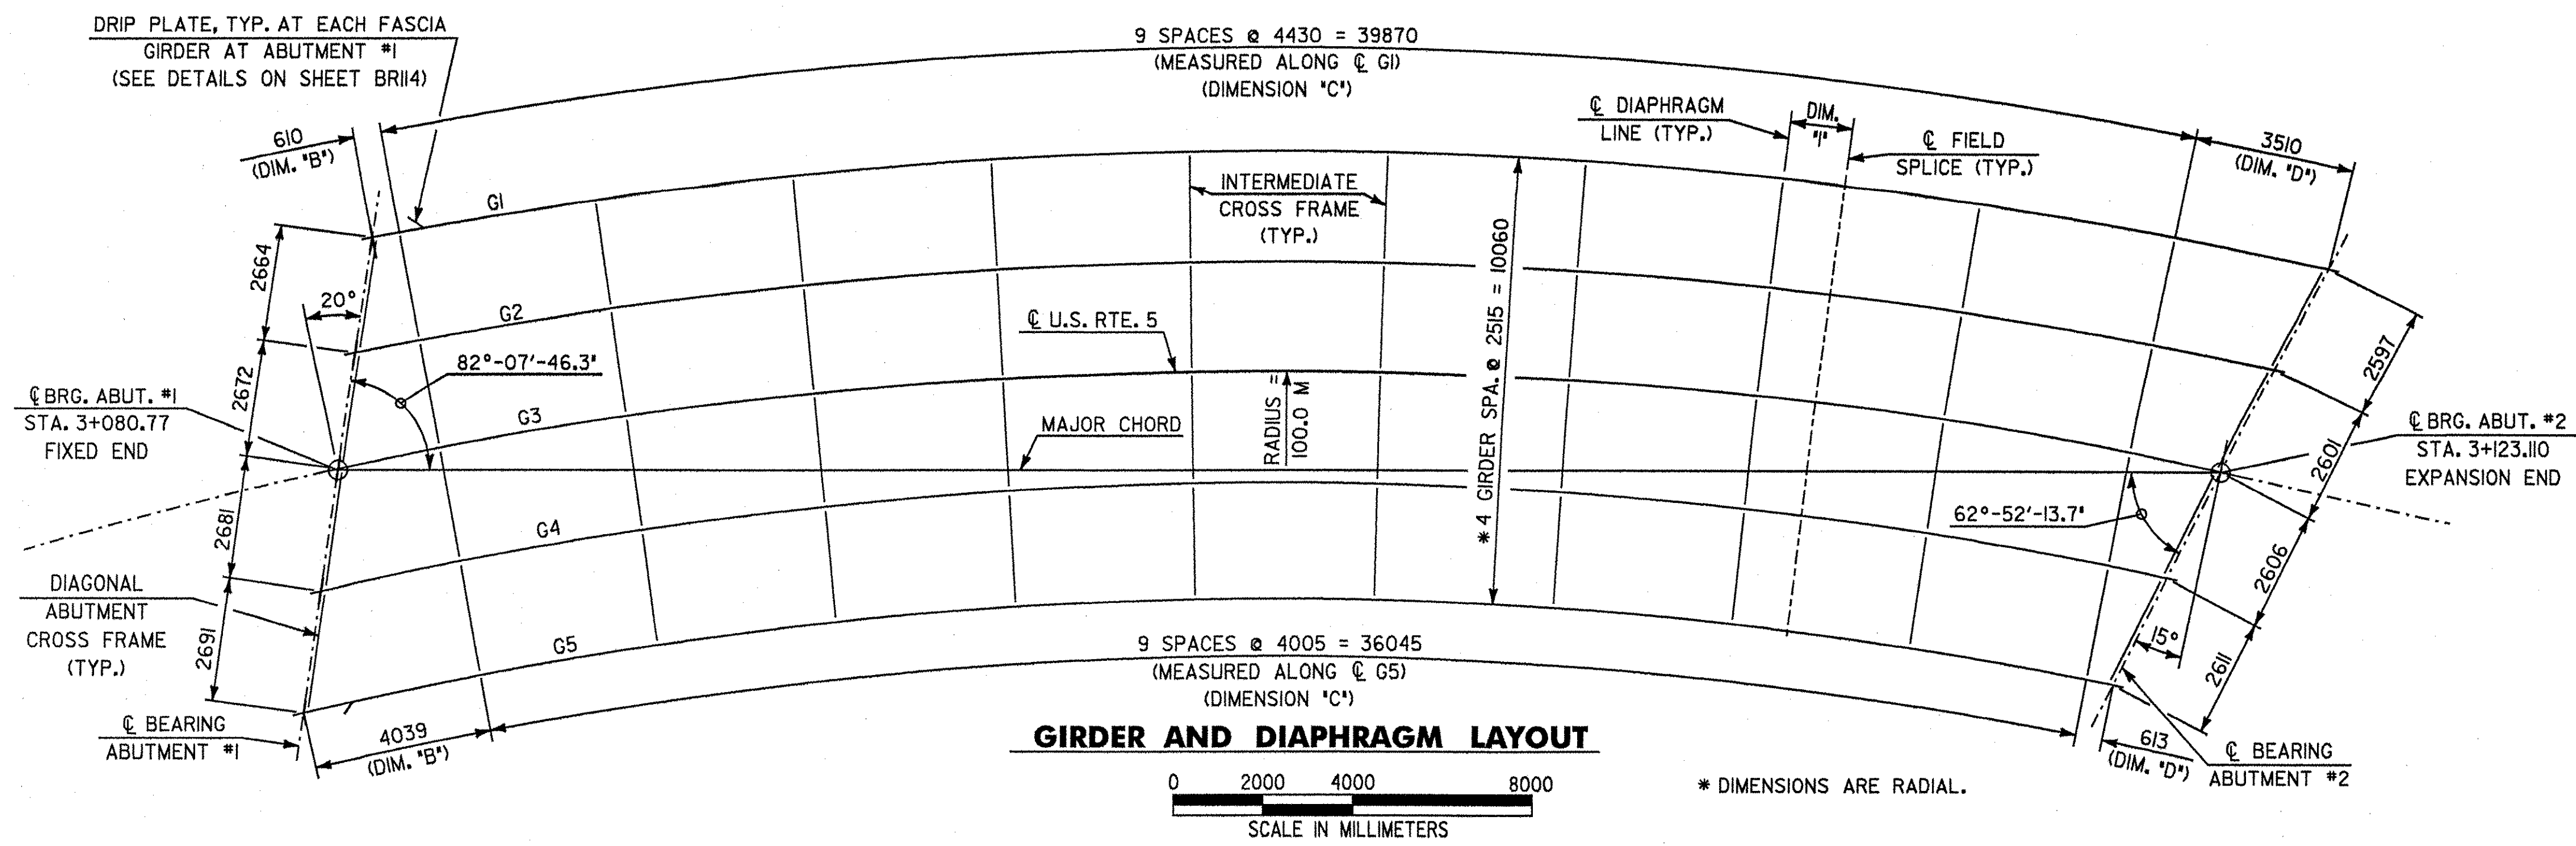 DRIP PLATE, TYP. AT EACH FASCIA
GIRDER AT ABUTMENT #1
(SEE DETAILS ON SHEET BR114)
9 SPACES @ 4430 = 39870
(MEASURED ALONG ℄ G1)
(DIMENSION "C")
610
(DIM. "B")
℄ DIAPHRAGM
LINE (TYP.)
DIM.
"I"
℄ FIELD
SPLICE (TYP.)
3510
(DIM. "D")
G1
INTERMEDIATE
CROSS FRAME
(TYP.)
2664
20°
G2
℄ U.S. RTE. 5
* 4 GIRDER SPA. @ 2515 = 10060
2672
82°-07'-46.3"
2597
℄ BRG. ABUT. #1
STA. 3+080.77
FIXED END
G3
MAJOR CHORD
RADIUS =
100.0 M
℄ BRG. ABUT. #2
STA. 3+123.110
EXPANSION END
2601
2681
G4
62°-52'-13.7"
2606
DIAGONAL
ABUTMENT
CROSS FRAME
(TYP.)
2691
G5
15°
2611
9 SPACES @ 4005 = 36045
(MEASURED ALONG ℄ G5)
(DIMENSION "C")
℄ BEARING
ABUTMENT #1
4039
(DIM. "B")
613
(DIM. "D")
℄ BEARING
ABUTMENT #2
GIRDER AND DIAPHRAGM LAYOUT
0 2000 4000 8000
SCALE IN MILLIMETERS
* DIMENSIONS ARE RADIAL.